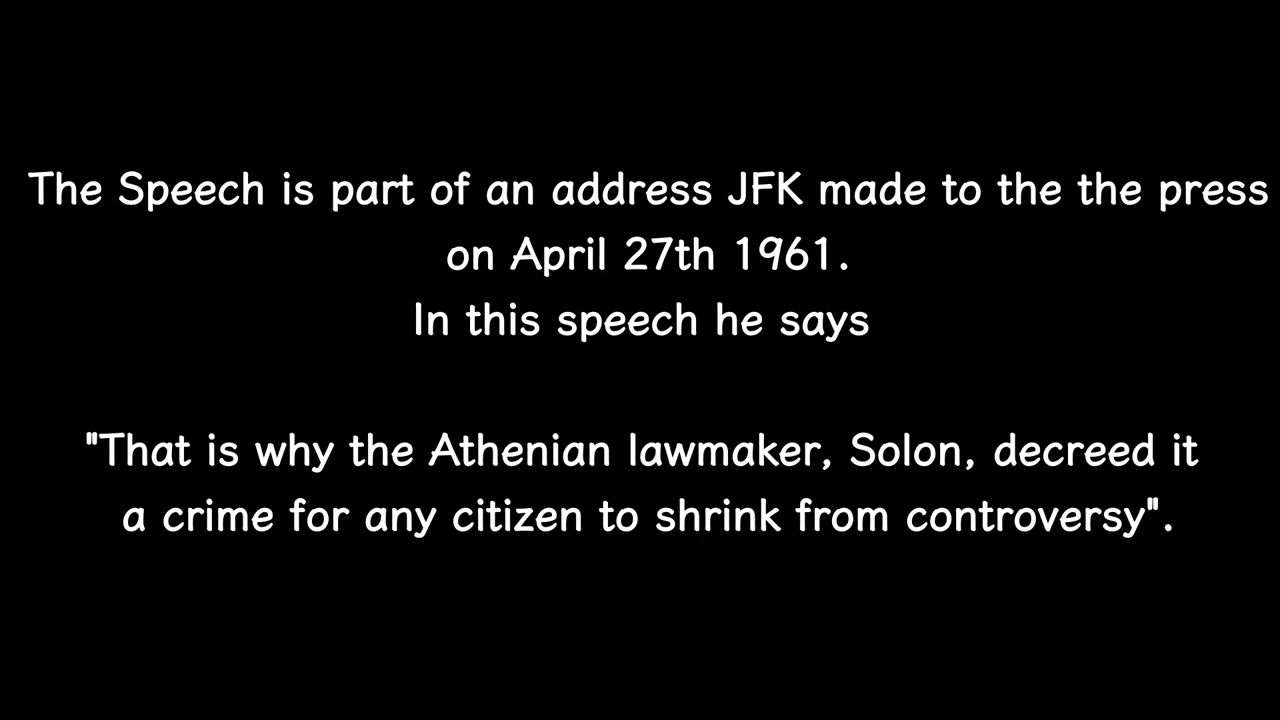 The Speech is part of an address JFK made to the the press
on April 27th 1961.
In this speech he says
"That is why the Athenian lawmaker, Solon, decreed it
a crime for any citizen to shrink from controversy".